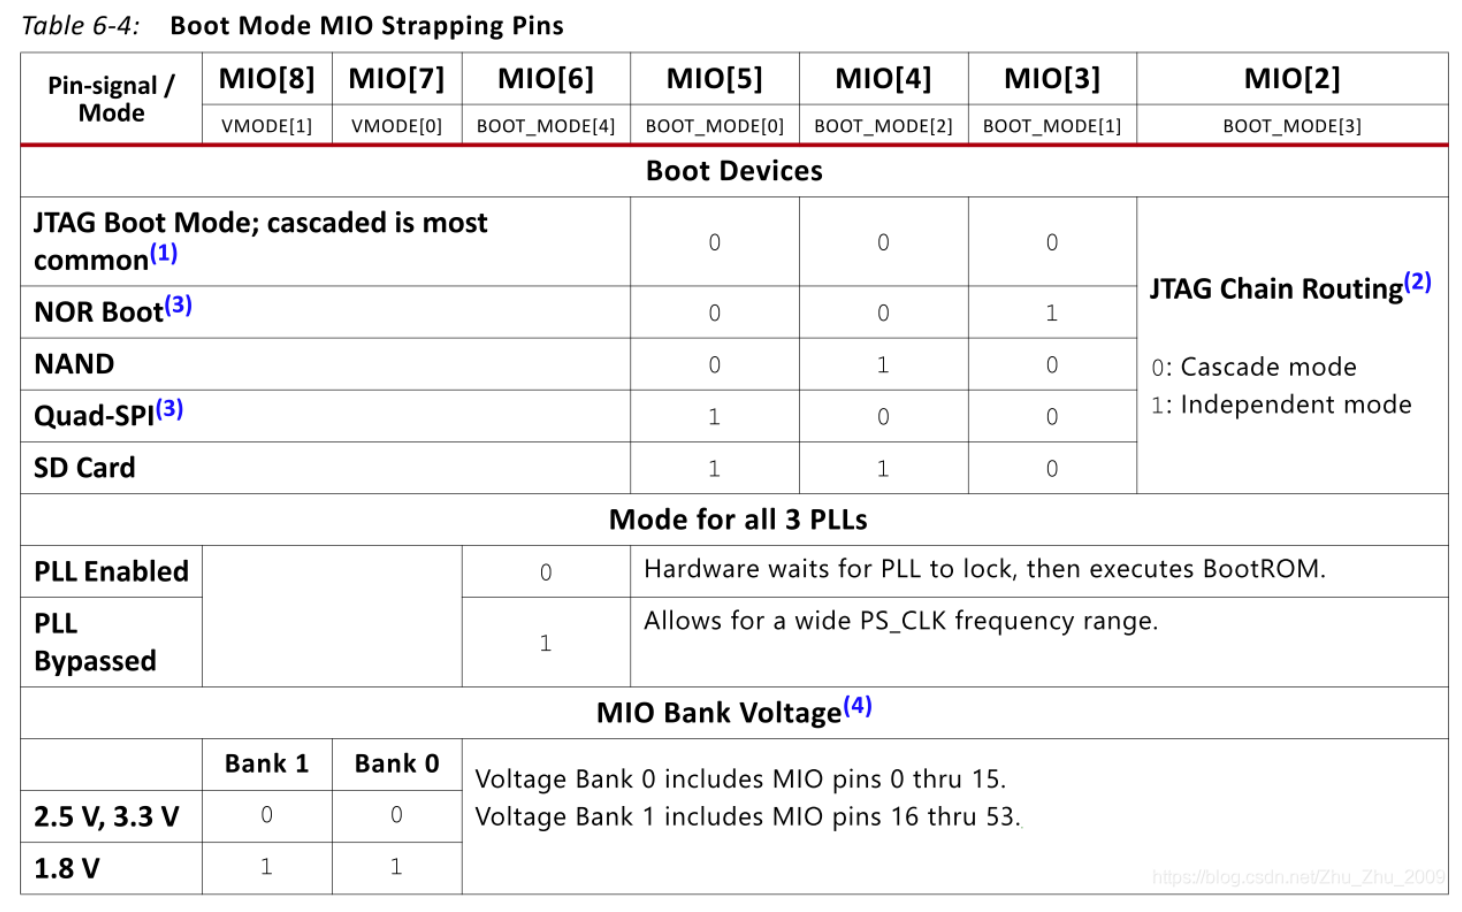 Table 6-4: Boot Mode MIO Strapping Pins
Pin-signal / Mode MIO[8] MIO[7] MIO[6] MIO[5] MIO[4] MIO[3] MIO[2]
VMODE[1] VMODE[0] BOOT_MODE[4] BOOT_MODE[0] BOOT_MODE[2] BOOT_MODE[1] BOOT_MODE[3]
Boot Devices
JTAG Boot Mode; cascaded is most
common(1) 0 0 0
JTAG Chain Routing(2)
NOR Boot(3) 0 0 1
NAND 0 1 0
0: Cascade mode
1: Independent mode
Quad-SPI(3) 1 0 0
SD Card 1 1 0
Mode for all 3 PLLs
PLL Enabled 0 Hardware waits for PLL to lock, then executes BootROM.
PLL
Bypassed 1 Allows for a wide PS_CLK frequency range.
MIO Bank Voltage(4)
Bank 1 Bank 0
Voltage Bank 0 includes MIO pins 0 thru 15.
Voltage Bank 1 includes MIO pins 16 thru 53.
2.5 V, 3.3 V 0 0
1.8 V 1 1
https://blog.csdn.net/Zhu_Zhu_2009